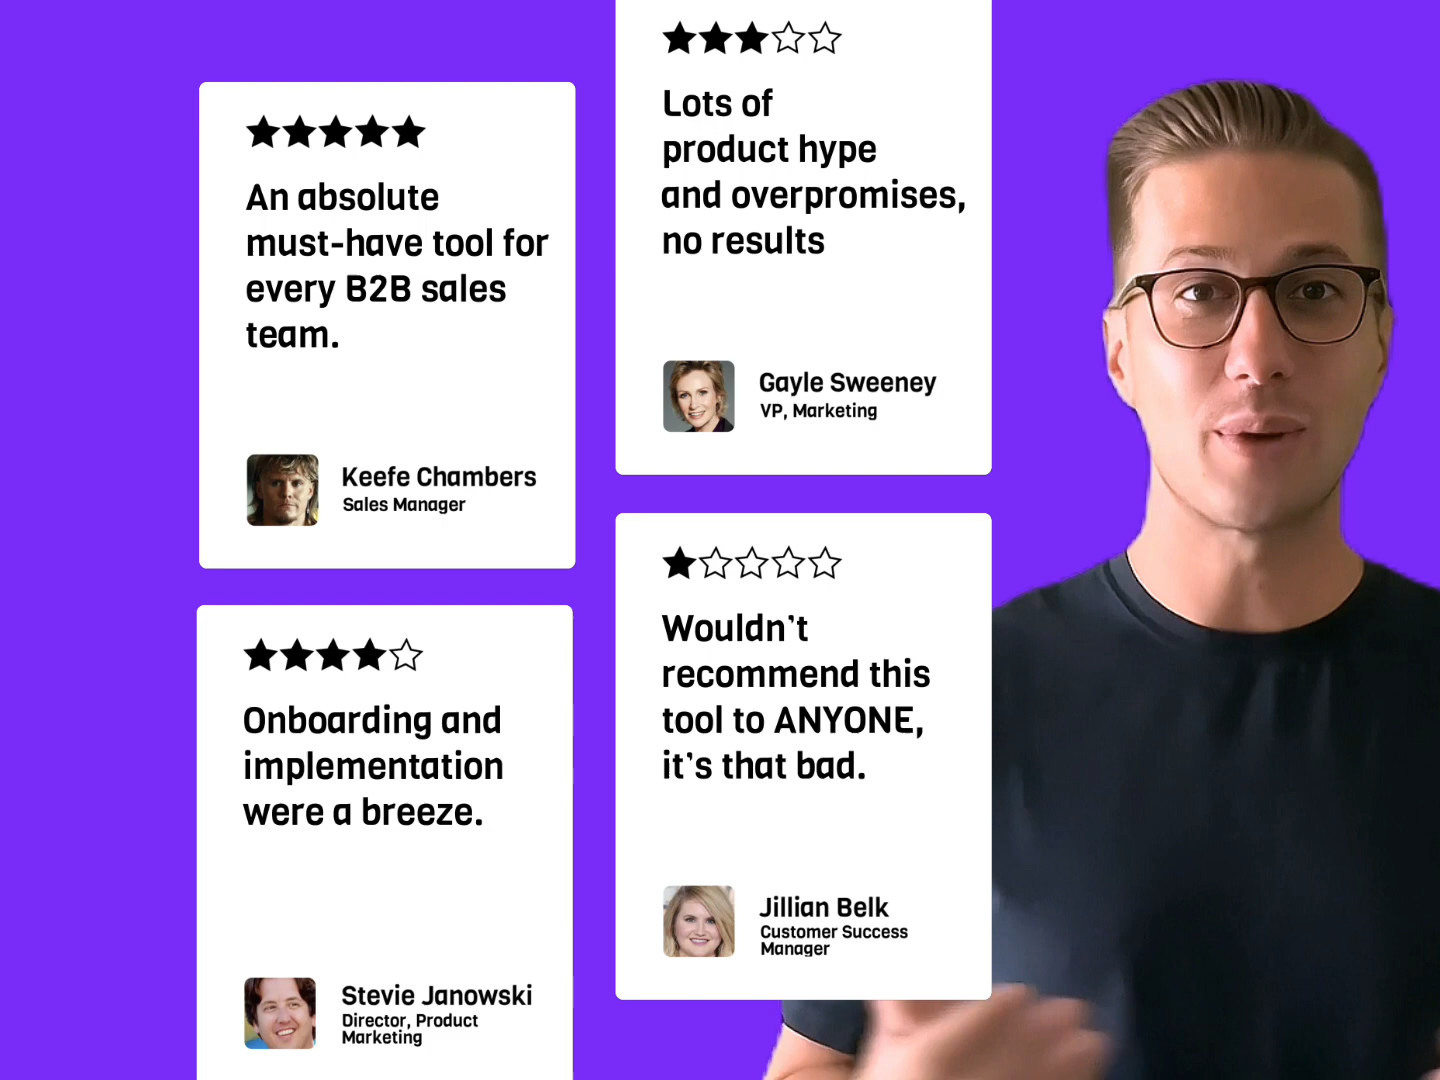 An absolute
must-have tool for
every B2B sales
team.
Keefe Chambers
Sales Manager
Onboarding and
implementation
were a breeze.
Stevie Janowski
Director, Product
Marketing
Lots of
product hype
and overpromises,
no results
Gayle Sweeney
VP, Marketing
Wouldn’t
recommend this
tool to ANYONE,
it’s that bad.
Jillian Belk
Customer Success
Manager